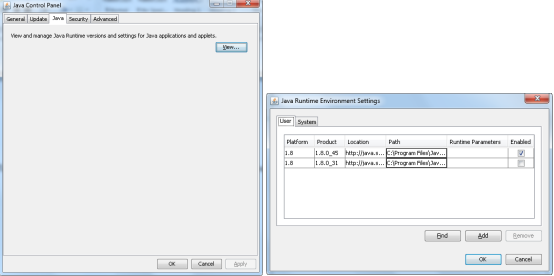 Java Control Panel
General Update Java Security Advanced
View and manage Java Runtime versions and settings for Java applications and applets.
View...
OK Cancel Apply
Java Runtime Environment Settings
User System
Platform Product Location Path Runtime Parameters Enabled
1.8 1.8.0_45 http://java.s... C:\Program Files\Jav...
1.8 1.8.0_31 http://java.s... C:\Program Files\Jav...
Find Add Remove
OK Cancel